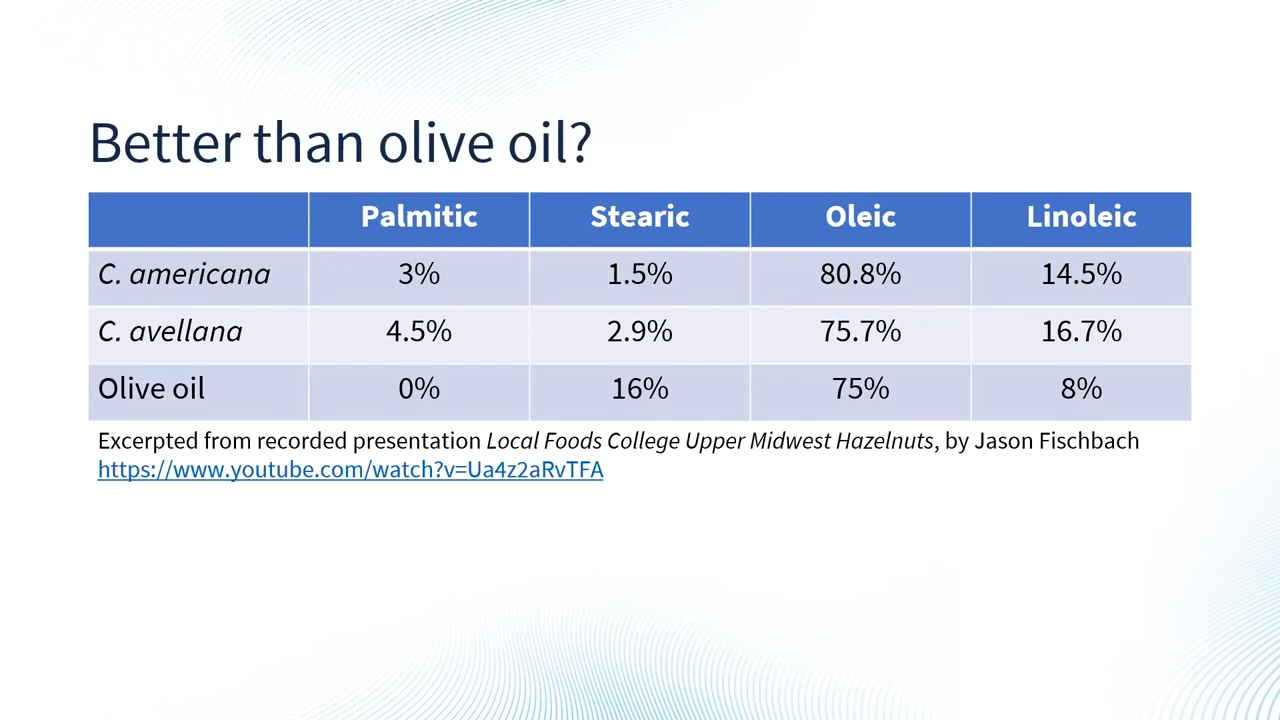 Better than olive oil?
Palmitic Stearic Oleic Linoleic
C. americana 3% 1.5% 80.8% 14.5%
C. avellana 4.5% 2.9% 75.7% 16.7%
Olive oil 0% 16% 75% 8%
Excerpted from recorded presentation Local Foods College Upper Midwest Hazelnuts, by Jason Fischbach
https://www.youtube.com/watch?v=Ua4z2aRvTFA